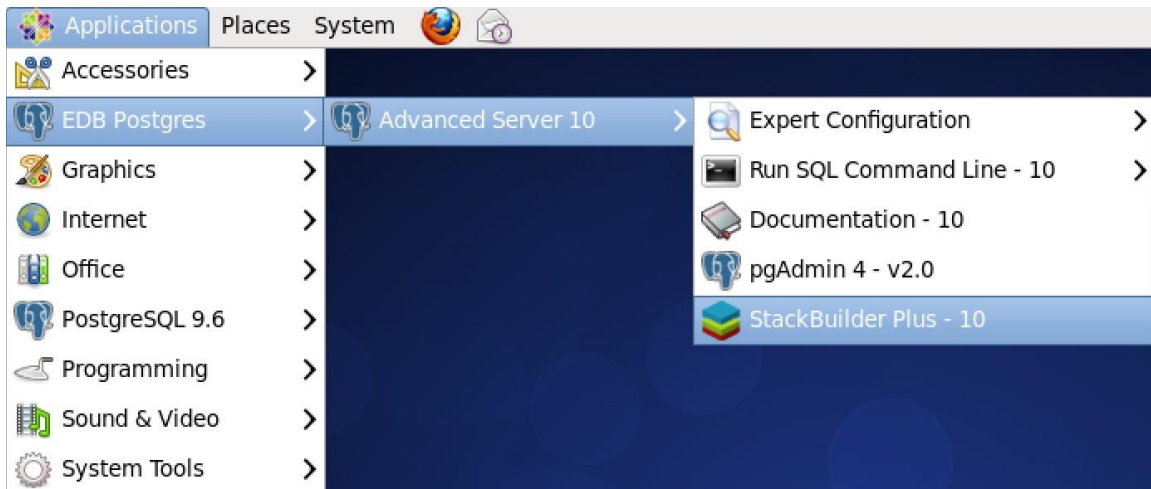 Applications Places System
Accessories
EDB Postgres
Graphics
Internet
Office
PostgreSQL 9.6
Programming
Sound & Video
System Tools
Advanced Server 10
Expert Configuration
Run SQL Command Line - 10
Documentation - 10
pgAdmin 4 - v2.0
StackBuilder Plus - 10